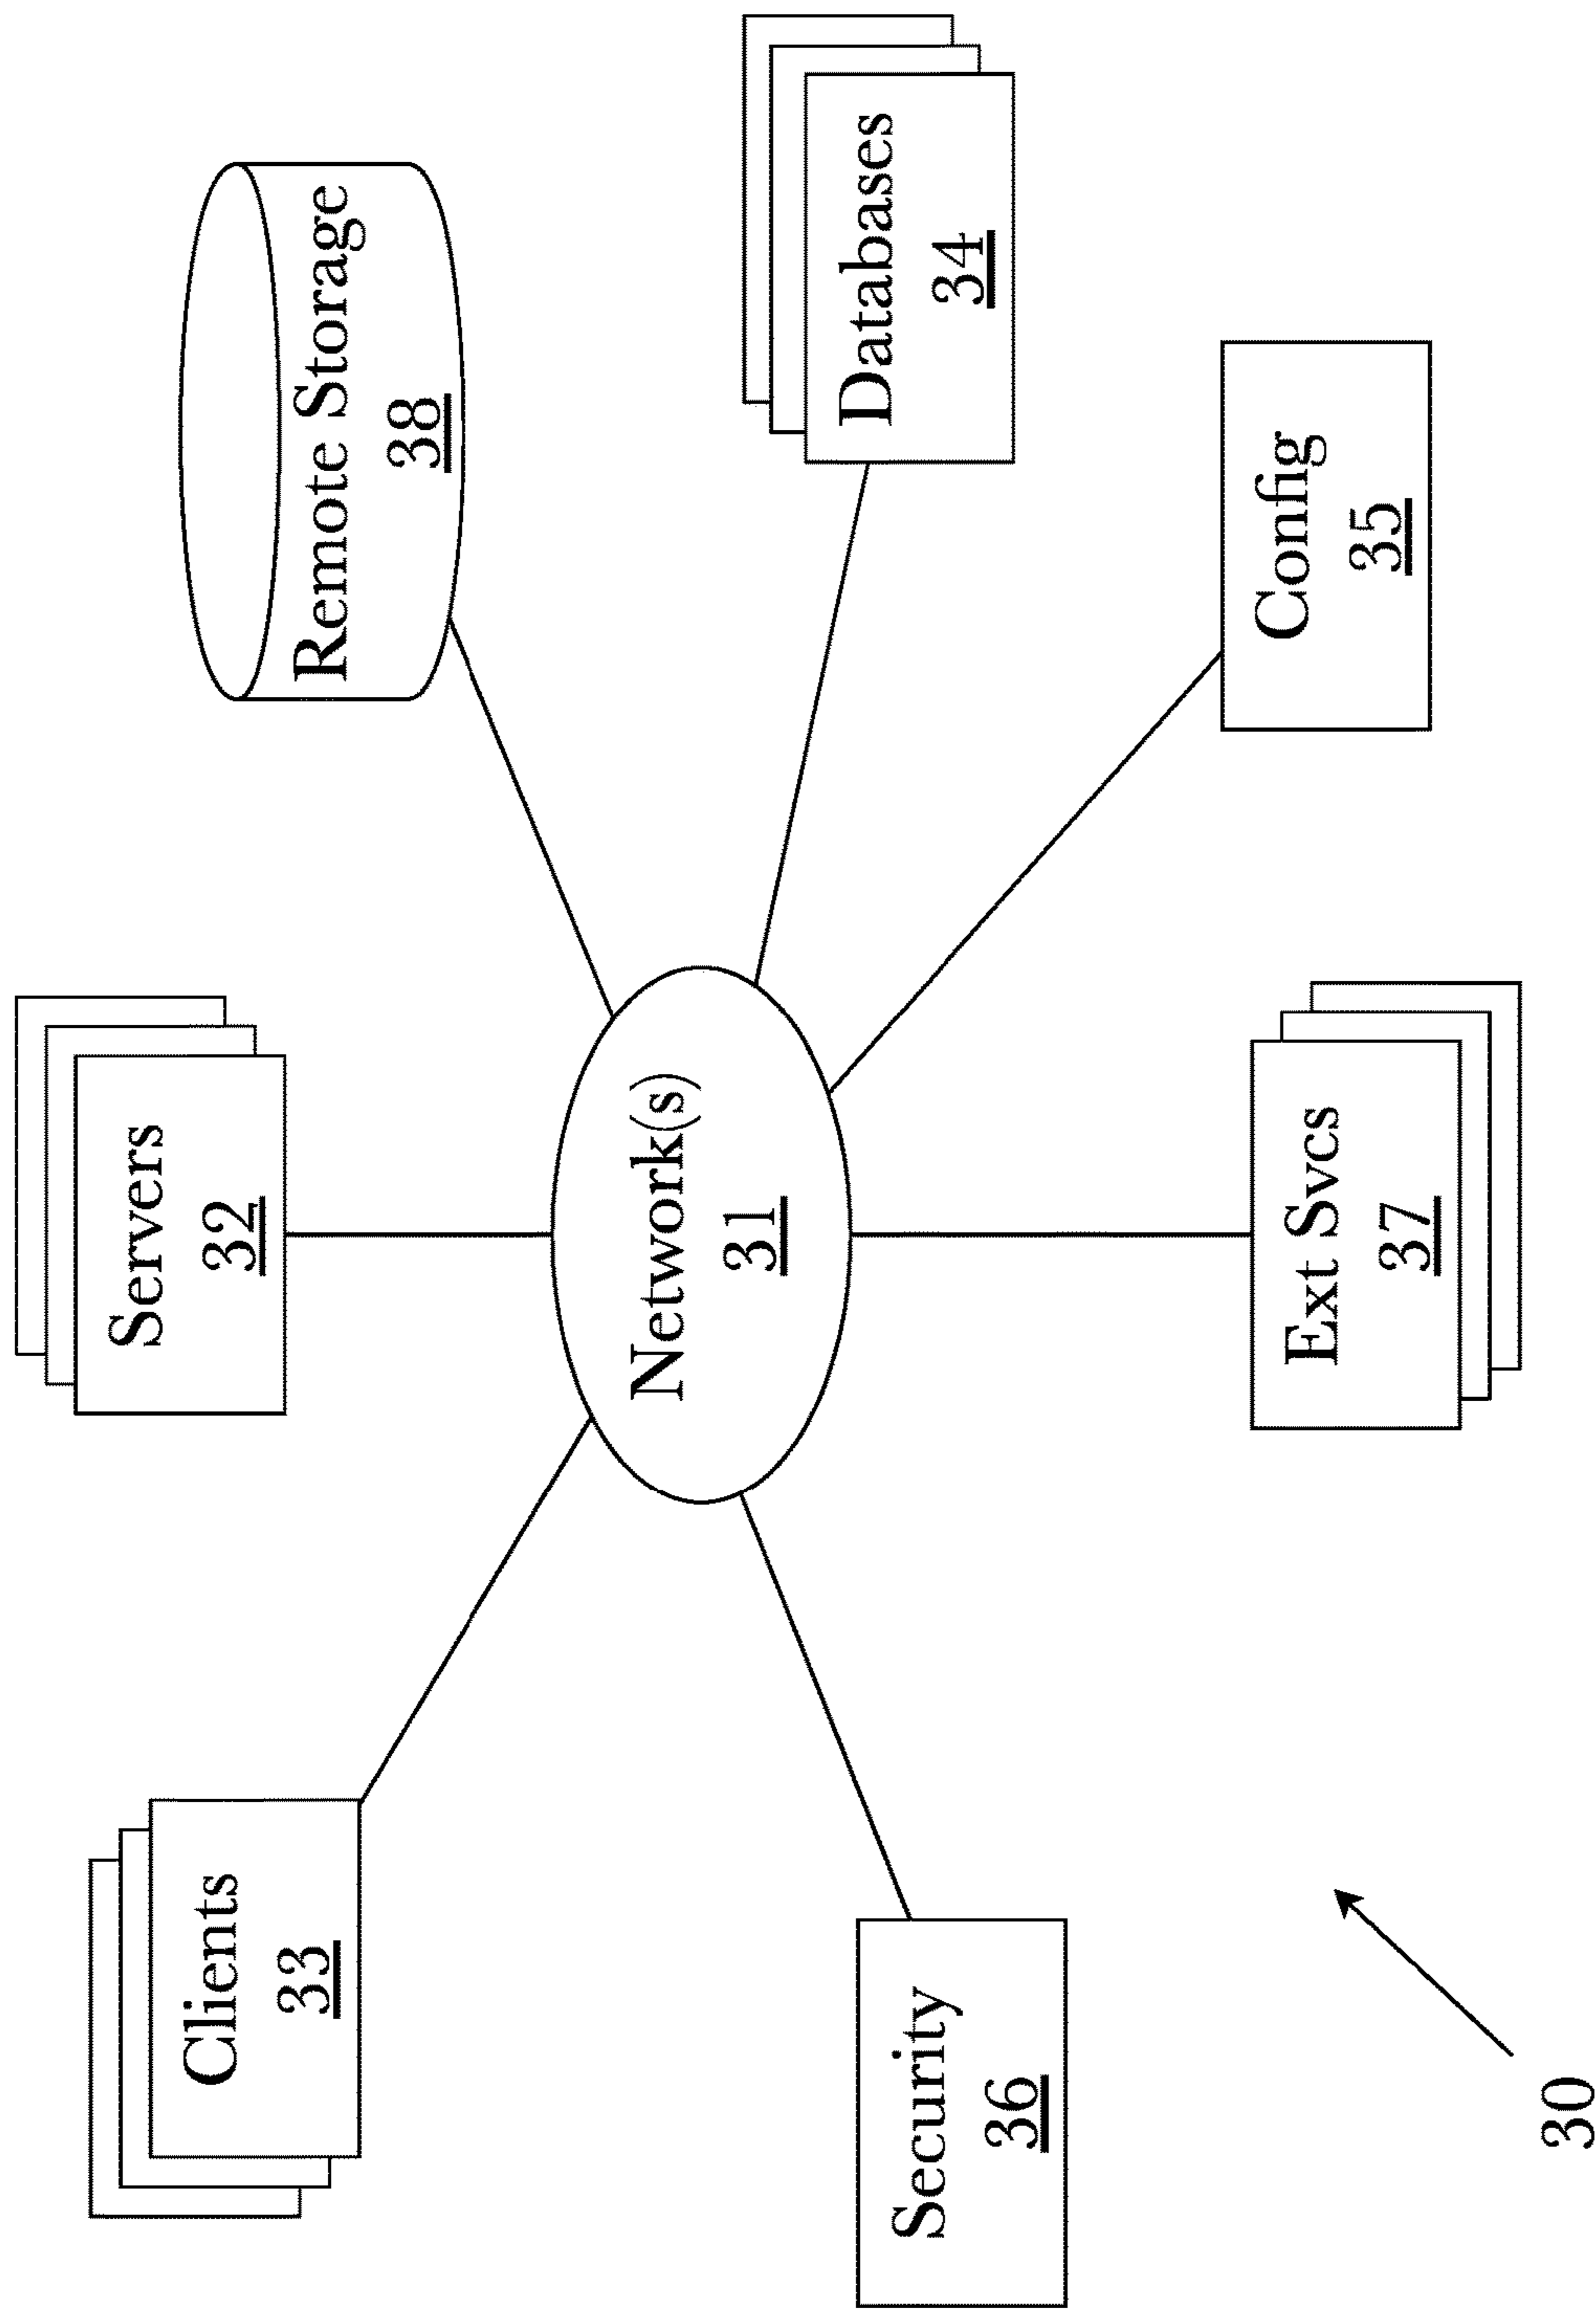 Servers
32
Clients
33
Remote Storage
38
Network(s)
31
Databases
34
Security
36
Ext Svcs
37
Config
35
30